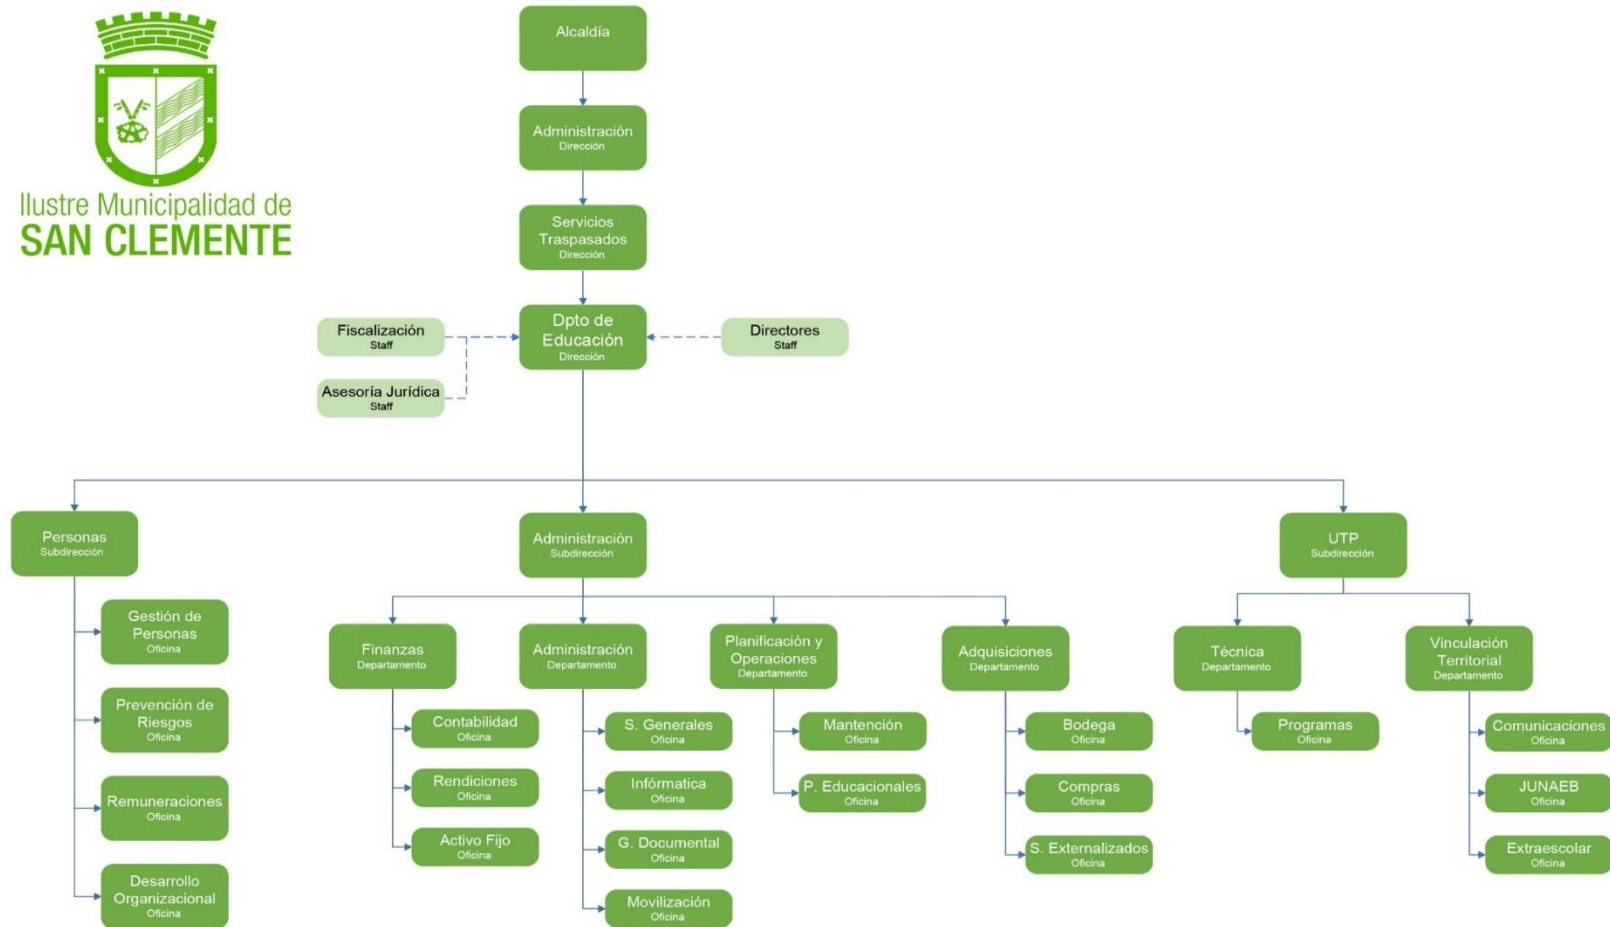 Ilustre Municipalidad de
SAN CLEMENTE
Alcaldía
Administración
Dirección
Servicios
Traspasados
Dirección
Fiscalización
Staff
Dpto de
Educación
Dirección
Directores
Staff
Asesoría Jurídica
Staff
Personas
Subdirección
Administración
Subdirección
UTP
Subdirección
Gestión de
Personas
Oficina
Prevención de
Riesgos
Oficina
Remuneraciones
Oficina
Desarrollo
Organizacional
Oficina
Finanzas
Departamento
Contabilidad
Oficina
Rendiciones
Oficina
Activo Fijo
Oficina
Administración
Departamento
S. Generales
Oficina
Infórmatica
Oficina
G. Documental
Oficina
Movilización
Oficina
Planificación y
Operaciones
Departamento
Mantención
Oficina
P. Educacionales
Oficina
Adquisiciones
Departamento
Bodega
Oficina
Compras
Oficina
S. Externalizados
Oficina
Técnica
Departamento
Programas
Oficina
Vinculación
Territorial
Departamento
Comunicaciones
Oficina
JUNAEB
Oficina
Extraescolar
Oficina